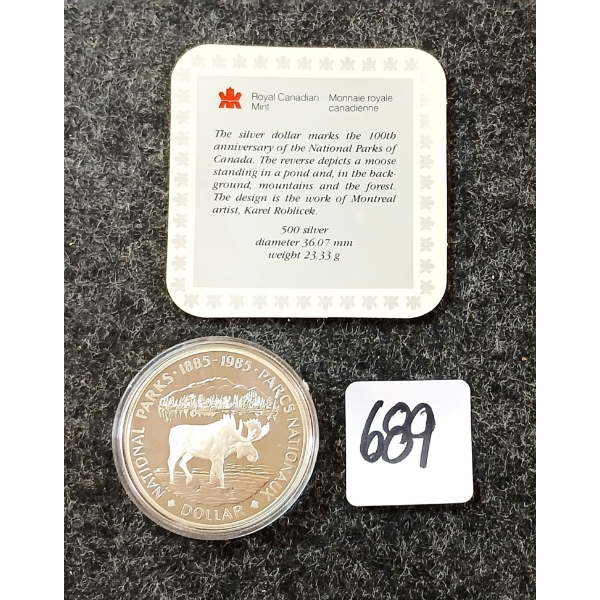 Royal Canadian Mint
Monnaie royale canadienne
The silver dollar marks the 100th
anniversary of the National Parks of
Canada. The reverse depicts a moose
standing in a pond and, in the back-
ground, mountains and the forest.
The design is the work of Montreal
artist, Karel Rohlicek.
500 silver
diameter 36.07 mm
weight 23.33 g
NATIONAL PARKS · 1885-1985 · PARCS NATIONAUX
DOLLAR
689